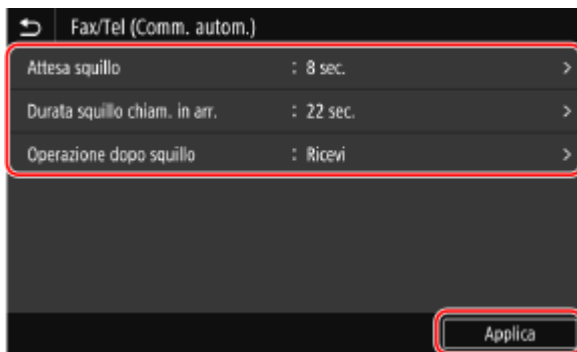 Fax/Tel (Comm. autom.)
Attesa squillo : 8 sec. >
Durata squillo chiam. in arr. : 22 sec. >
Operazione dopo squillo : Ricevi >
Applica